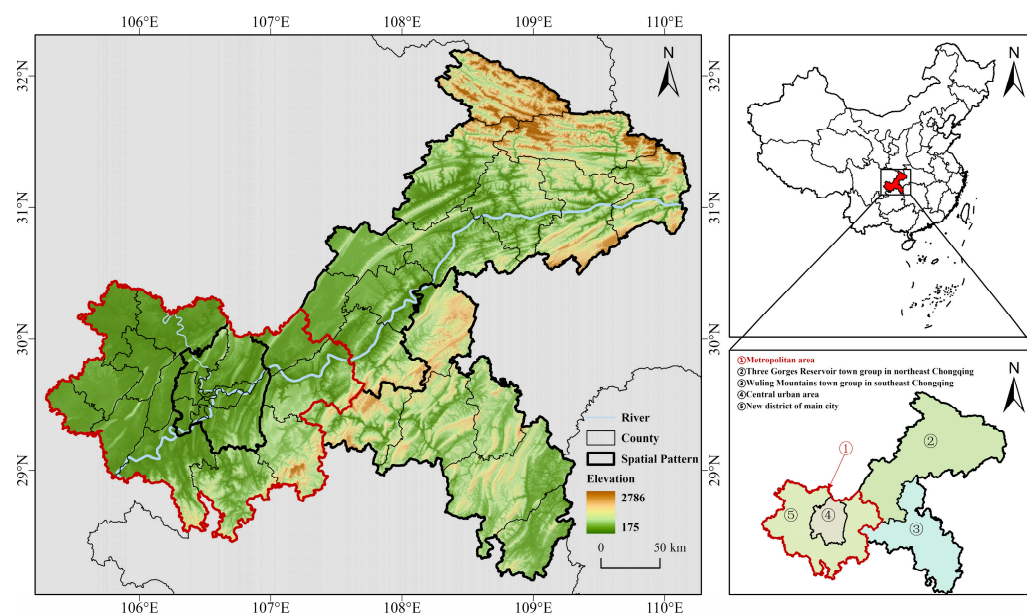 106°E 107°E 108°E 109°E 110°E
32°N
31°N
30°N
29°N
N
River
County
Spatial Pattern
Elevation
2786
175
0 50 km
32°N
31°N
30°N
29°N
106°E 107°E 108°E 109°E 110°E
N
①Metropolitan area
②Three Gorges Reservoir town group in northeast Chongqing
③Wuling Mountains town group in southeast Chongqing
④Central urban area
⑤New district of main city
N
①
②
⑤
④
③